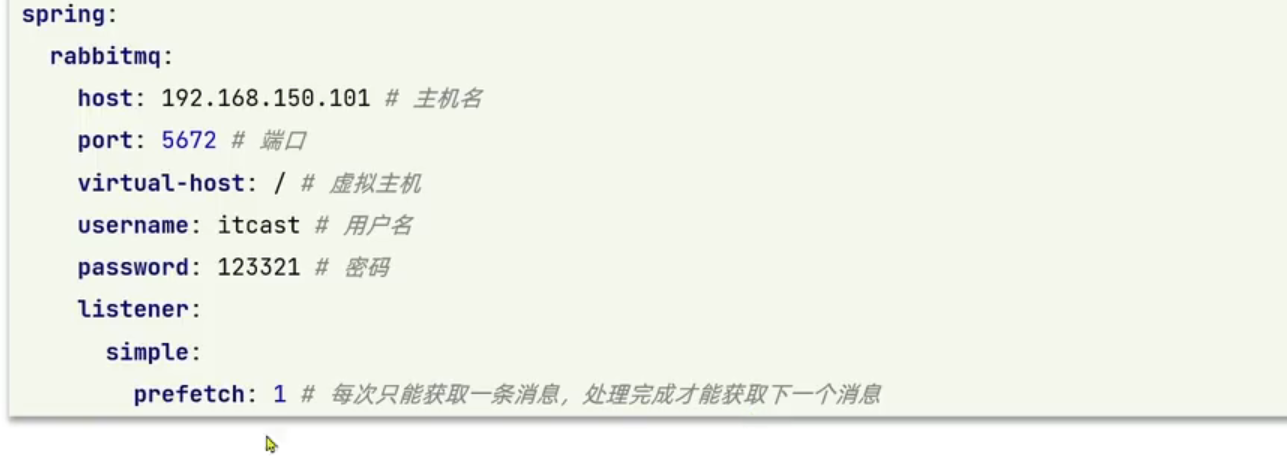 spring:
rabbitmq:
host: 192.168.150.101 # 主机名
port: 5672 # 端口
virtual-host: / # 虚拟主机
username: itcast # 用户名
password: 123321 # 密码
listener:
simple:
prefetch: 1 # 每次只能获取一条消息，处理完成才能获取下一个消息